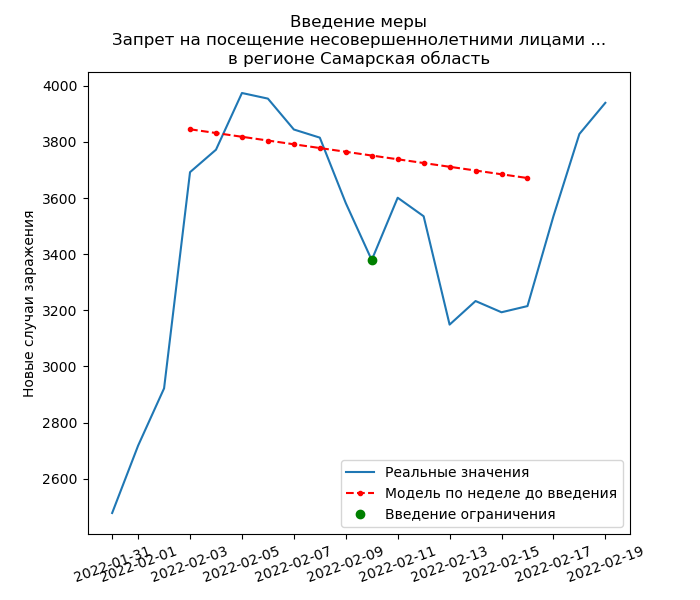 Введение меры
Запрет на посещение несовершеннолетними лицами ...
в регионе Самарская область
Новые случаи заражения
4000
3800
3600
3400
3200
3000
2800
2600
Реальные значения
Модель по неделе до введения
Введение ограничения
2022-01-31
2022-02-01
2022-02-03
2022-02-05
2022-02-07
2022-02-09
2022-02-11
2022-02-13
2022-02-15
2022-02-17
2022-02-19